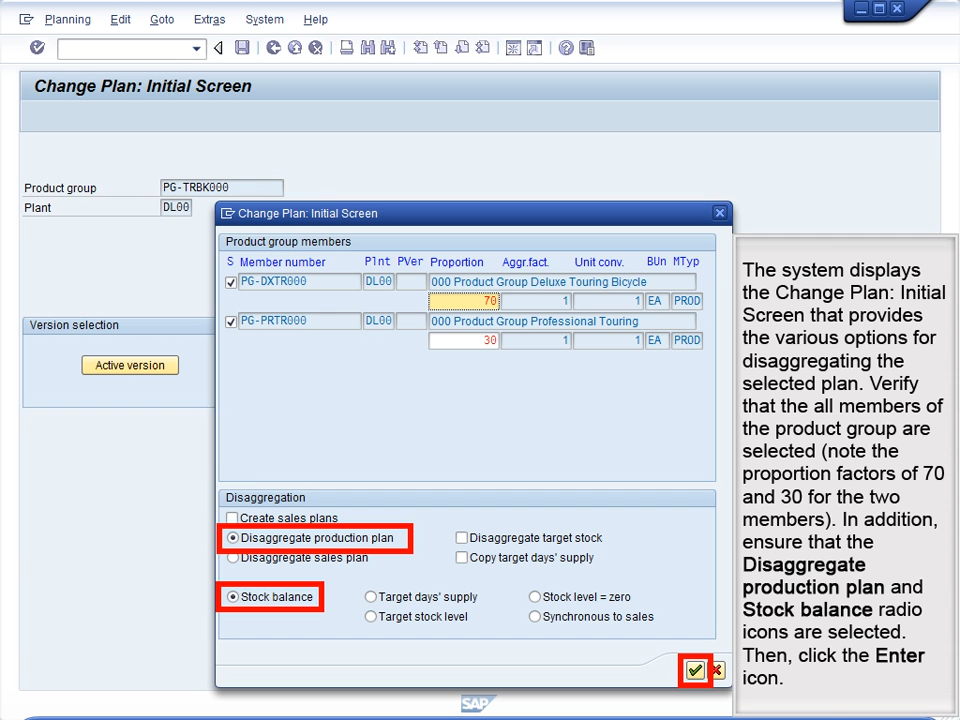 Planning Edit Goto Extras System Help
Change Plan: Initial Screen
Product group PG-TRBK000
Plant DL00
Version selection
Active version
Change Plan: Initial Screen
Product group members
S Member number Plnt PVer Proportion Aggr.fact. Unit conv. BUn MTyp
PG-DXTR000 DL00 000 Product Group Deluxe Touring Bicycle
70 1 1 EA PROD
PG-PRTR000 DL00 000 Product Group Professional Touring
30 1 1 EA PROD
Disaggregation
Create sales plans
Disaggregate production plan Disaggregate target stock
Disaggregate sales plan Copy target days' supply
Stock balance Target days' supply Stock level = zero
Target stock level Synchronous to sales
The system displays
the Change Plan: Initial
Screen that provides
the various options for
disaggregating the
selected plan. Verify
that the all members of
the product group are
selected (note the
proportion factors of 70
and 30 for the two
members). In addition,
ensure that the
Disaggregate
production plan and
Stock balance radio
icons are selected.
Then, click the Enter
icon.
SAP